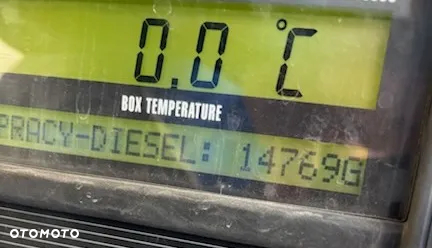 0.0 °C
BOX TEMPERATURE
PRACY-DIESEL: 14769G
OTOMOTO